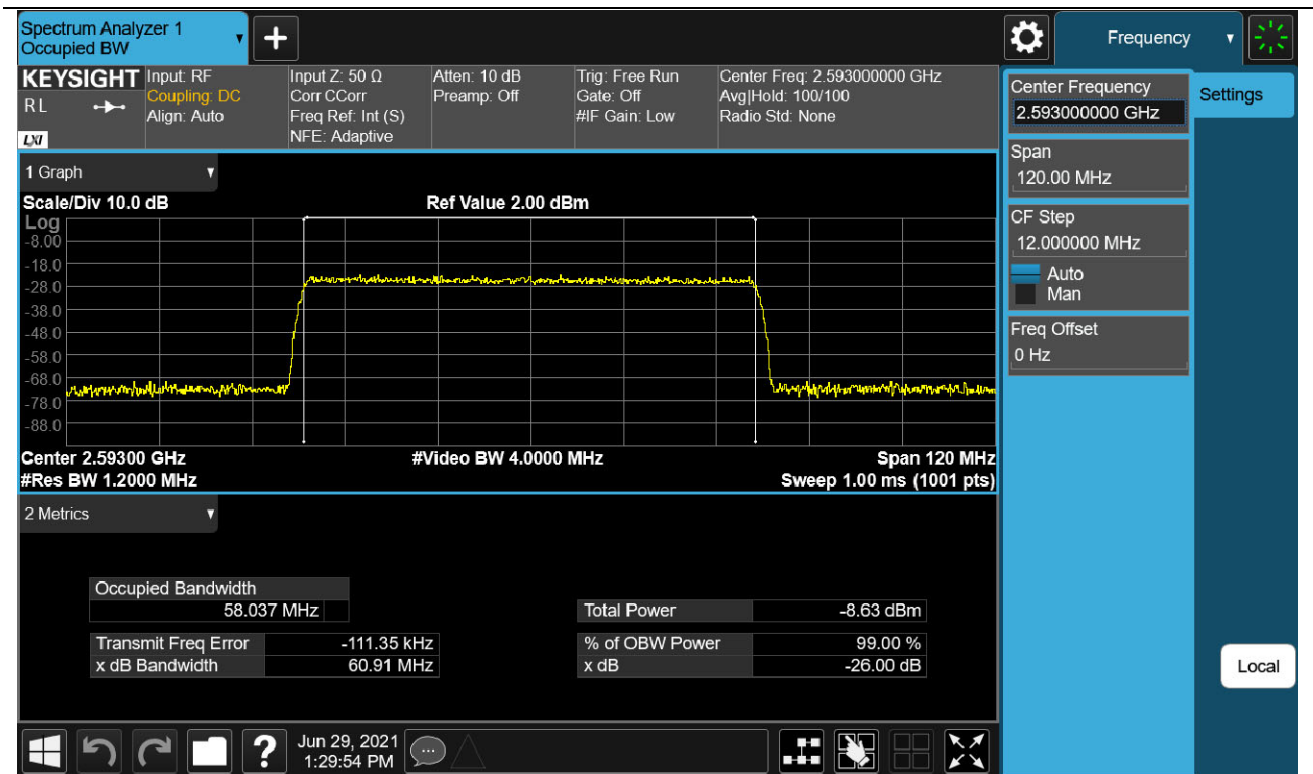 Spectrum Analyzer 1
Occupied BW
+
Frequency
KEYSIGHT
R L
LXI
Input: RF
Coupling: DC
Align: Auto
Input Z: 50 Ω
Corr CCorr
Freq Ref: Int (S)
NFE: Adaptive
Atten: 10 dB
Preamp: Off
Trig: Free Run
Gate: Off
#IF Gain: Low
Center Freq: 2.593000000 GHz
Avg|Hold: 100/100
Radio Std: None
Center Frequency
2.593000000 GHz
Settings
Span
120.00 MHz
CF Step
12.000000 MHz
Auto
Man
Freq Offset
0 Hz
1 Graph
Scale/Div 10.0 dB
Ref Value 2.00 dBm
Log
-8.00
-18.0
-28.0
-38.0
-48.0
-58.0
-68.0
-78.0
-88.0
Center 2.59300 GHz
#Video BW 4.0000 MHz
Span 120 MHz
#Res BW 1.2000 MHz
Sweep 1.00 ms (1001 pts)
2 Metrics
Occupied Bandwidth
58.037 MHz
Total Power -8.63 dBm
Transmit Freq Error -111.35 kHz
% of OBW Power 99.00 %
x dB Bandwidth 60.91 MHz
x dB -26.00 dB
Local
?
Jun 29, 2021
1:29:54 PM